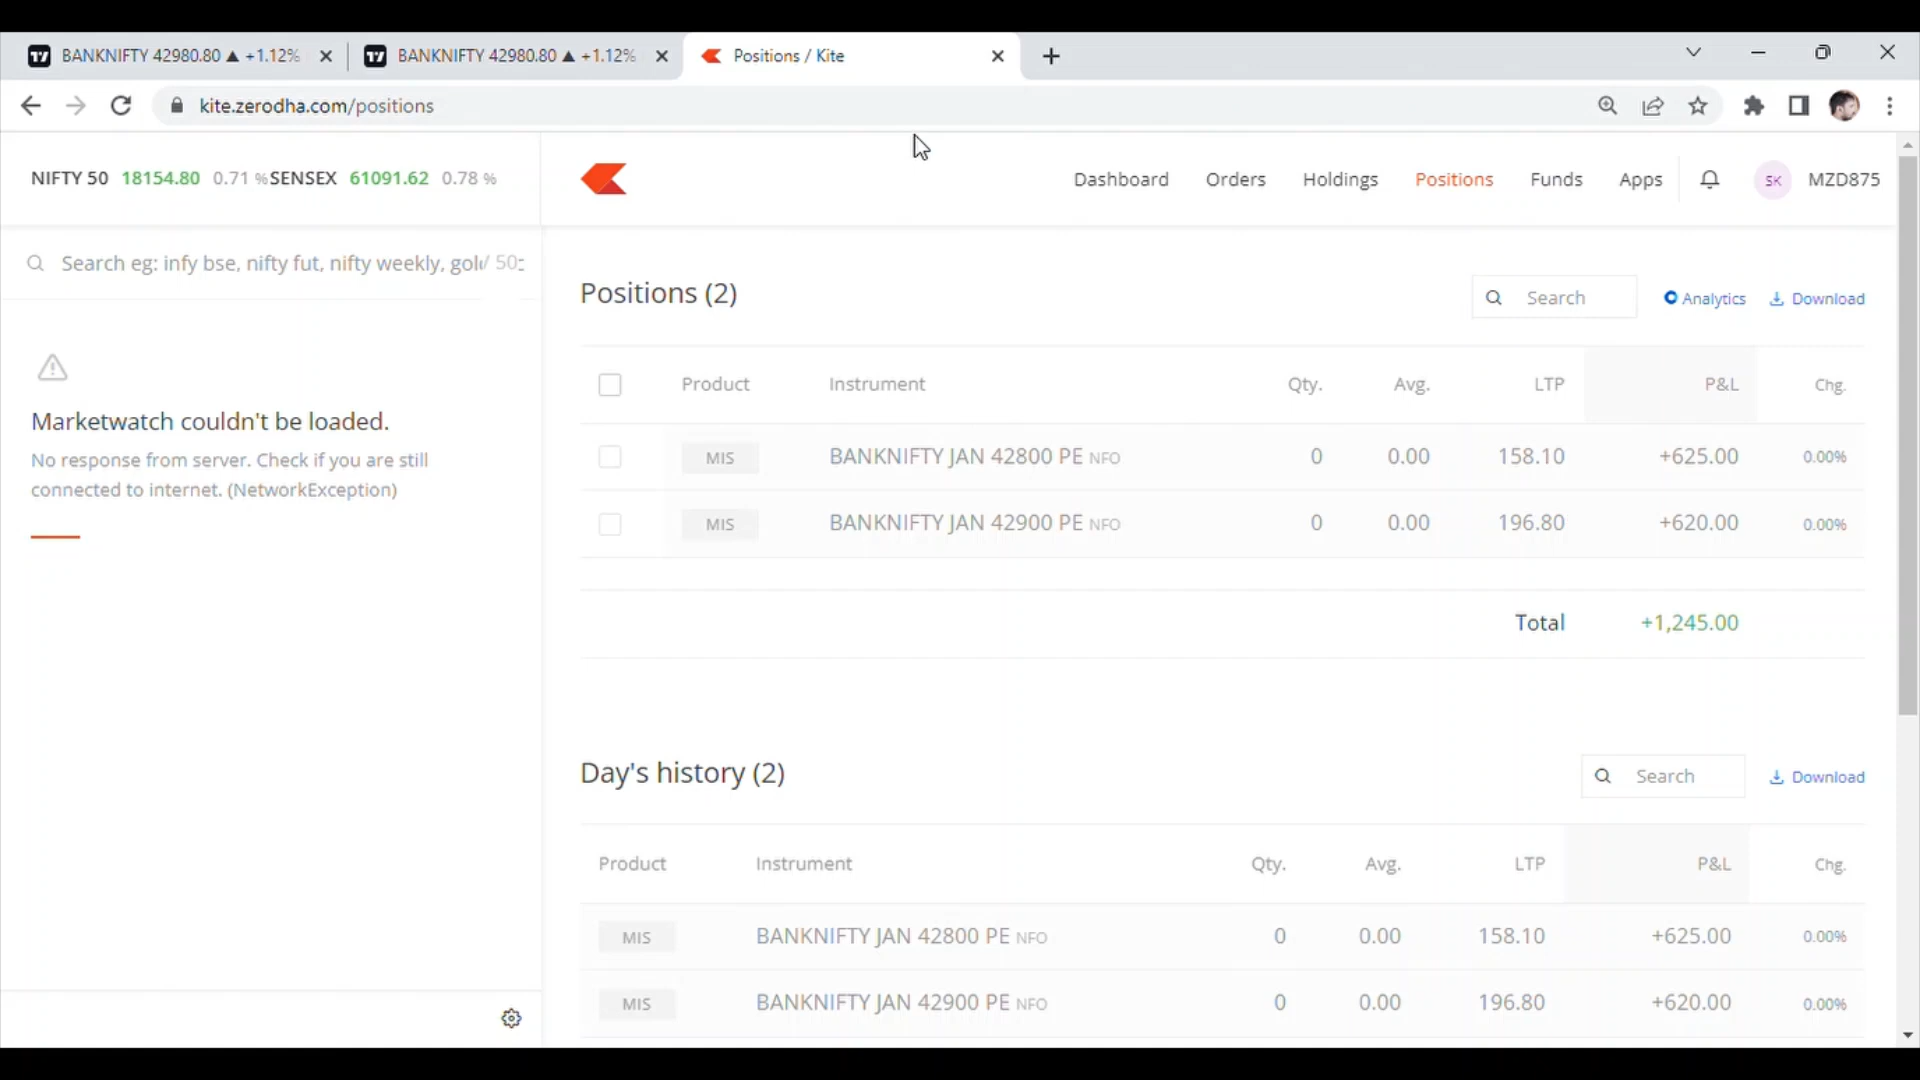 BANKNIFTY 42980.80 ▲ +1.12%
BANKNIFTY 42980.80 ▲ +1.12%
Positions / Kite
kite.zerodha.com/positions
NIFTY 50 18154.80 0.71 % SENSEX 61091.62 0.78 %
Dashboard Orders Holdings Positions Funds Apps SK MZD875
Search eg: infy bse, nifty fut, nifty weekly, gol / 50
Marketwatch couldn't be loaded.
No response from server. Check if you are still
connected to internet. (NetworkException)
Positions (2)
Search Analytics Download
Product Instrument Qty. Avg. LTP P&L Chg.
MIS BANKNIFTY JAN 42800 PE NFO 0 0.00 158.10 +625.00 0.00%
MIS BANKNIFTY JAN 42900 PE NFO 0 0.00 196.80 +620.00 0.00%
Total +1,245.00
Day's history (2)
Search Download
Product Instrument Qty. Avg. LTP P&L Chg.
MIS BANKNIFTY JAN 42800 PE NFO 0 0.00 158.10 +625.00 0.00%
MIS BANKNIFTY JAN 42900 PE NFO 0 0.00 196.80 +620.00 0.00%